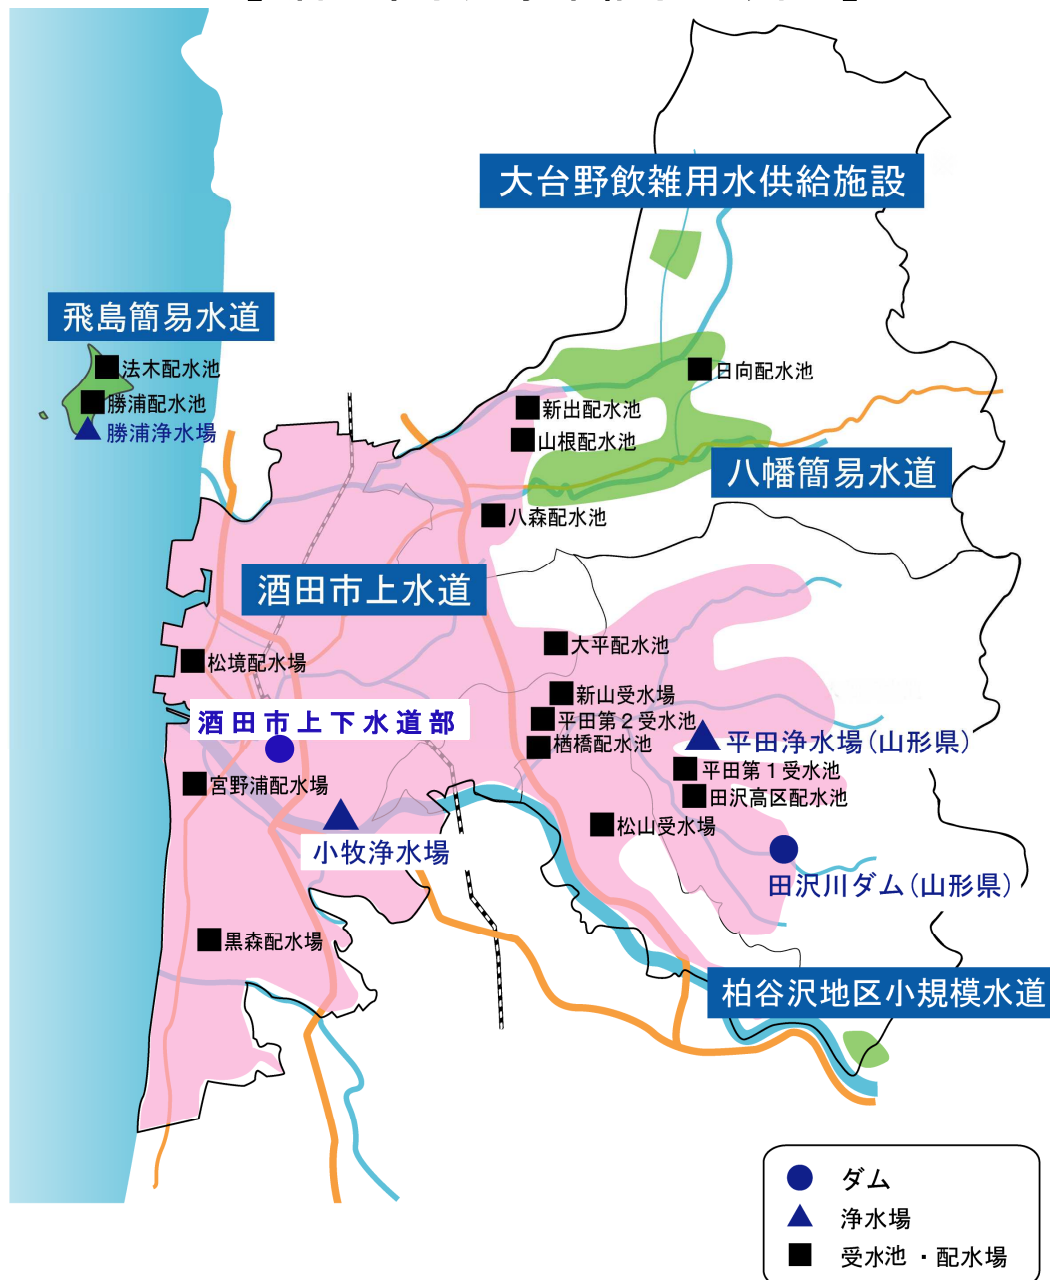 大台野飲雑用水供給施設
飛島簡易水道
法木配水池
勝浦配水池
勝浦浄水場
日向配水池
新出配水池
山根配水池
八幡簡易水道
八森配水池
酒田市上水道
大平配水池
松境配水場
新山受水場
酒田市上下水道部
平田第2受水池
楢橋配水池
平田浄水場(山形県)
平田第1受水池
宮野浦配水場
田沢高区配水池
松山受水場
小牧浄水場
田沢川ダム(山形県)
黒森配水場
柏谷沢地区小規模水道
ダム
浄水場
受水池・配水場